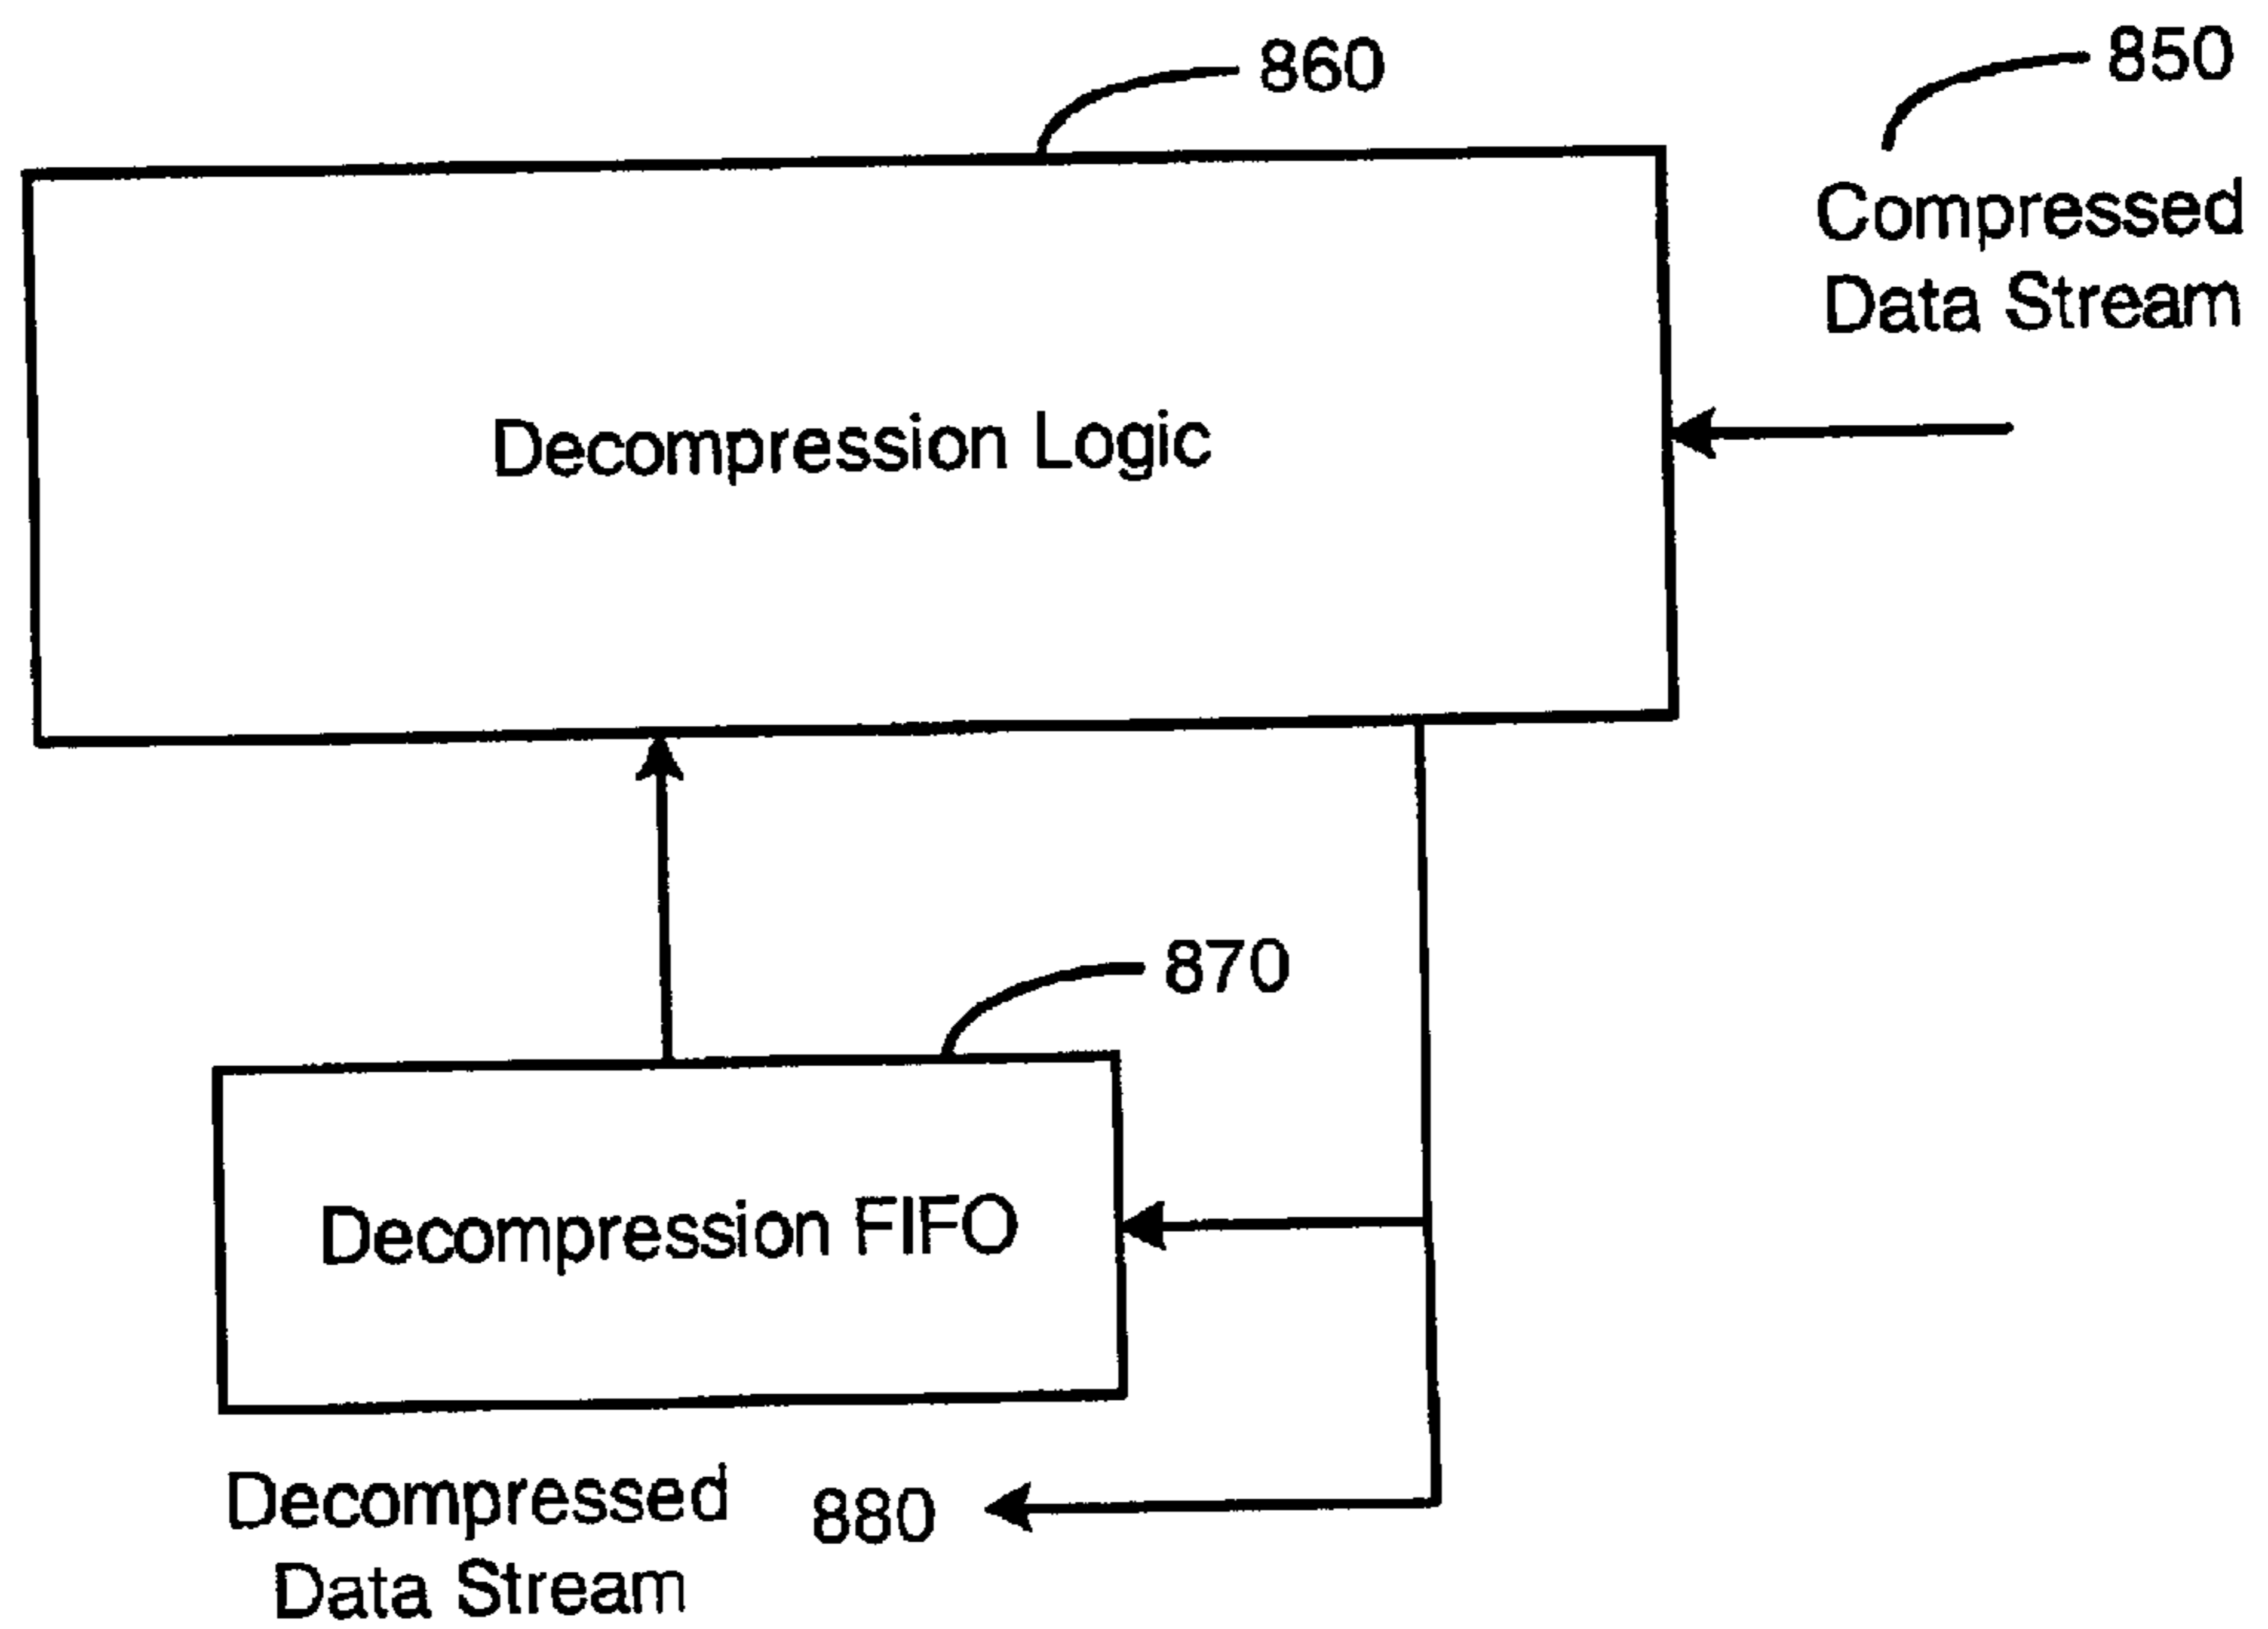 860
850
Compressed
Data Stream
Decompression Logic
870
Decompression FIFO
Decompressed
880
Data Stream